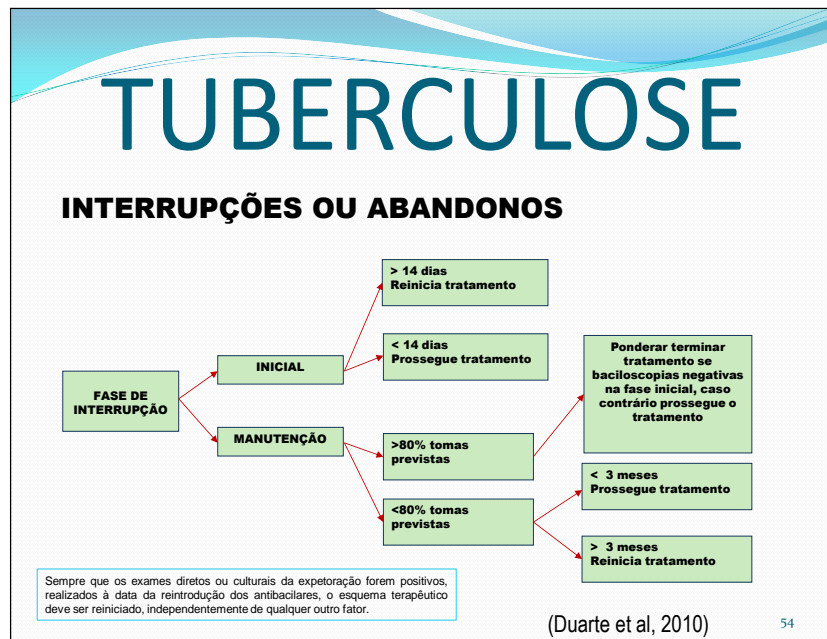 TUBERCULOSE
INTERRUPÇÕES OU ABANDONOS
FASE DE
INTERRUPÇÃO
INICIAL
MANUTENÇÃO
> 14 dias
Reinicia tratamento
< 14 dias
Prossegue tratamento
>80% tomas
previstas
<80% tomas
previstas
Ponderar terminar
tratamento se
baciloscopias negativas
na fase inicial, caso
contrário prossegue o
tratamento
< 3 meses
Prossegue tratamento
> 3 meses
Reinicia tratamento
Sempre que os exames diretos ou culturais da expetoração forem positivos,
realizados à data da reintrodução dos antibacilares, o esquema terapêutico
deve ser reiniciado, independentemente de qualquer outro fator.
(Duarte et al, 2010)
54